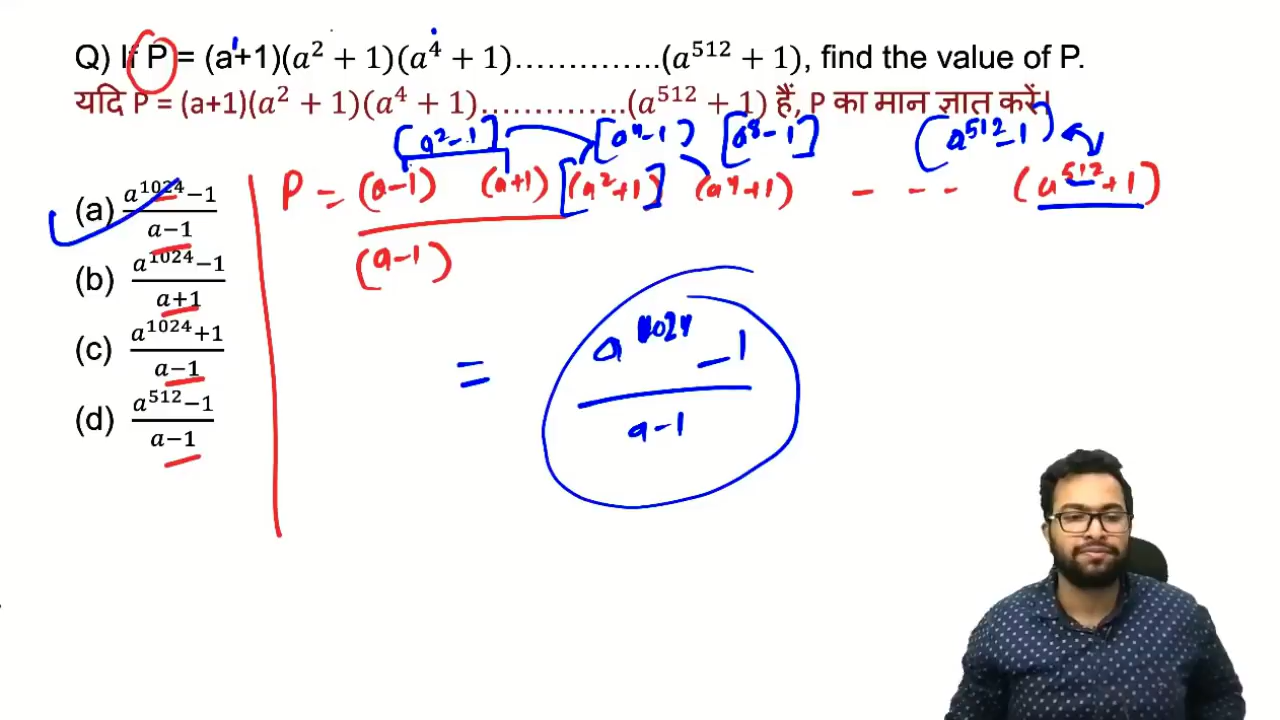 Q) If P = (a+1)(a² + 1)(a⁴ + 1)…………..(a⁵¹² + 1), find the value of P.
यदि P = (a+1)(a² + 1)(a⁴ + 1)…………..(a⁵¹² + 1) हैं, P का मान ज्ञात करें|
[a²-1] [a⁴-1) [a⁸-1] (a⁵¹²-1)
P = (a-1) (a+1) [(a²+1)] (a⁴+1) - - - (a⁵¹²+1)
(a-1)
= a¹⁰²⁴ - 1
a-1
(a) a¹⁰²⁴−1
a−1
(b) a¹⁰²⁴−1
a+1
(c) a¹⁰²⁴+1
a−1
(d) a⁵¹²−1
a−1